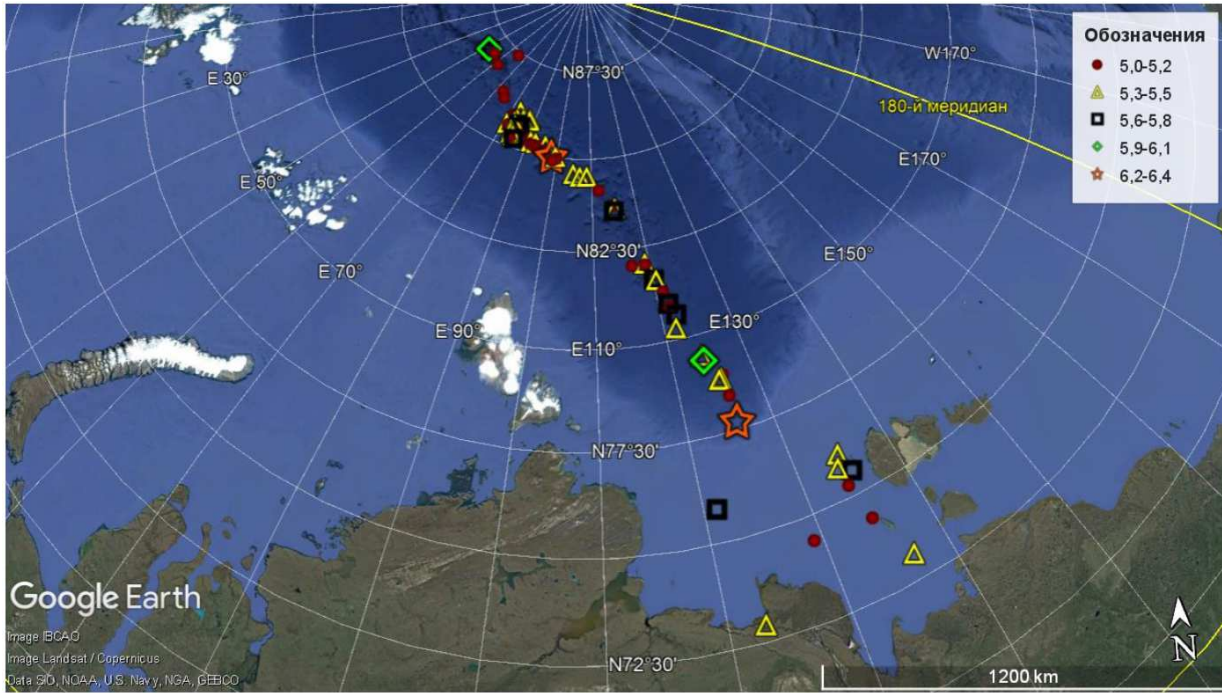 Обозначения
5,0-5,2
5,3-5,5
5,6-5,8
5,9-6,1
6,2-6,4
W170°
180-й меридиан
N87°30'
E 30°
E 50°
E170°
E 70°
N82°30'
E150°
E 90°
E110°
E130°
N77°30'
N72°30'
Google Earth
Image IBCAO
Image Landsat / Copernicus
Data SIO, NOAA, U.S. Navy, NGA, GEBCO
1200 km
N